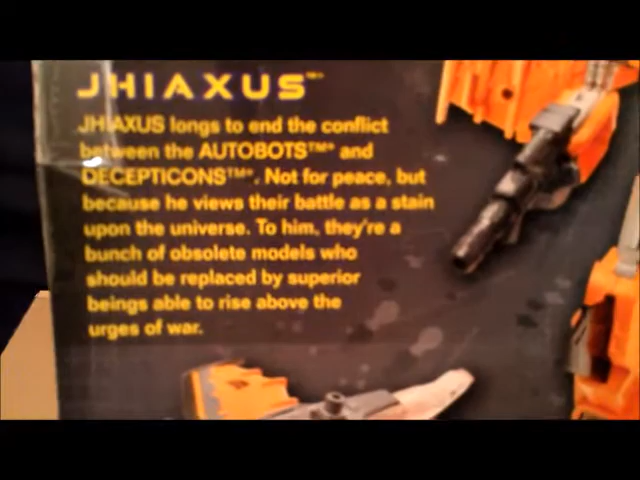 JHIAXUS™
JHIAXUS longs to end the conflict
between the AUTOBOTS™* and
DECEPTICONS™*. Not for peace, but
because he views their battle as a stain
upon the universe. To him, they're a
bunch of obsolete models who
should be replaced by superior
beings able to rise above the
urges of war.